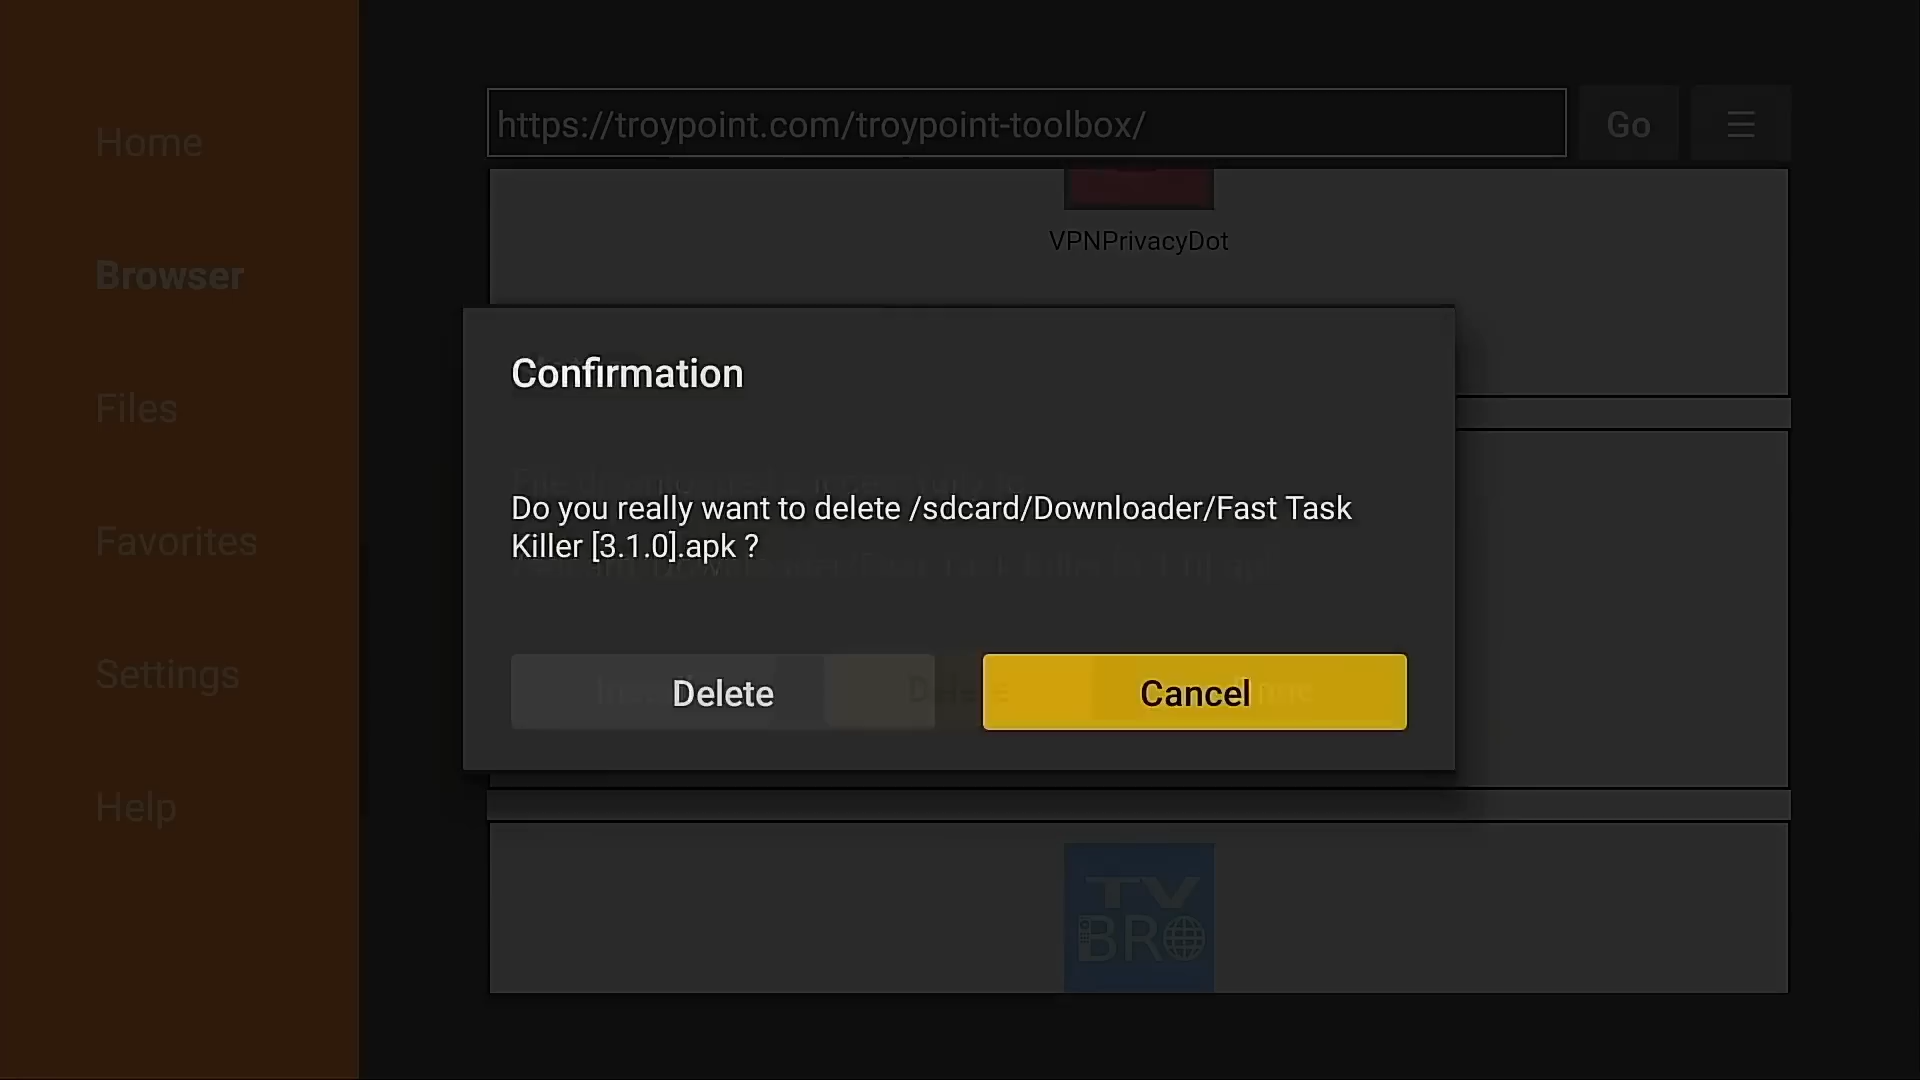 Home
Browser
Files
Favorites
Settings
Help
https://troypoint.com/troypoint-toolbox/
Go
VPNPrivacyDot
Confirmation
Do you really want to delete /sdcard/Downloader/Fast Task
Killer [3.1.0].apk ?
Delete
Cancel
TV
BRO